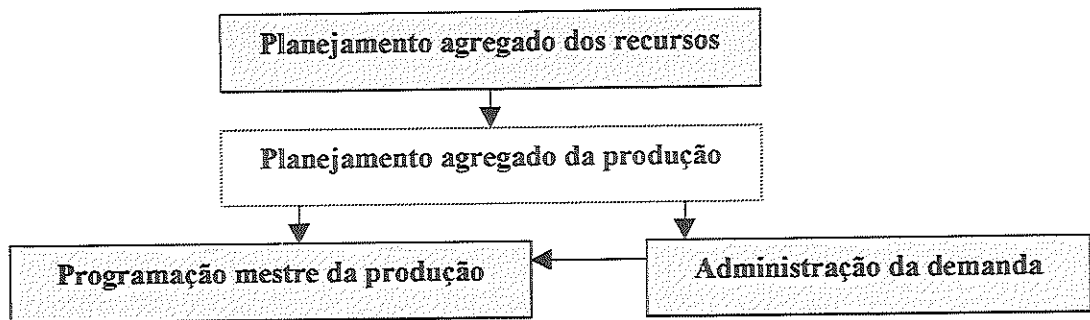 Planejamento agregado dos recursos
Planejamento agregado da produção
Programação mestre da produção
Administração da demanda